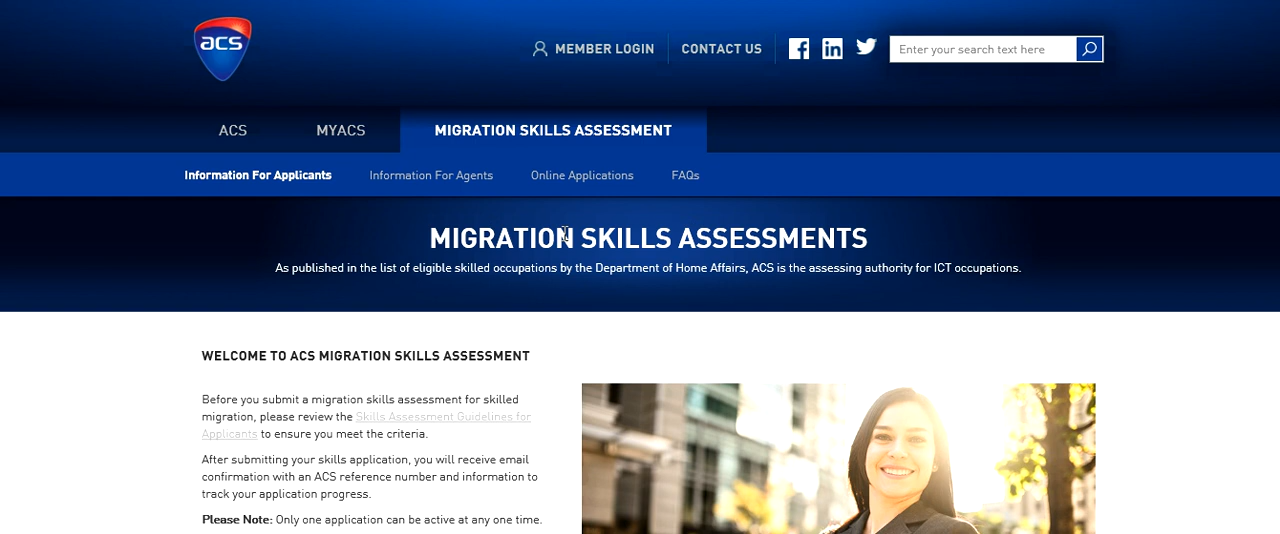 acs
MEMBER LOGIN
CONTACT US
Enter your search text here
ACS
MYACS
MIGRATION SKILLS ASSESSMENT
Information For Applicants
Information For Agents
Online Applications
FAQs
MIGRATION SKILLS ASSESSMENTS
As published in the list of eligible skilled occupations by the Department of Home Affairs, ACS is the assessing authority for ICT occupations.
WELCOME TO ACS MIGRATION SKILLS ASSESSMENT
Before you submit a migration skills assessment for skilled
migration, please review the Skills Assessment Guidelines for
Applicants to ensure you meet the criteria.
After submitting your skills application, you will receive email
confirmation with an ACS reference number and information to
track your application progress.
Please Note: Only one application can be active at any one time.